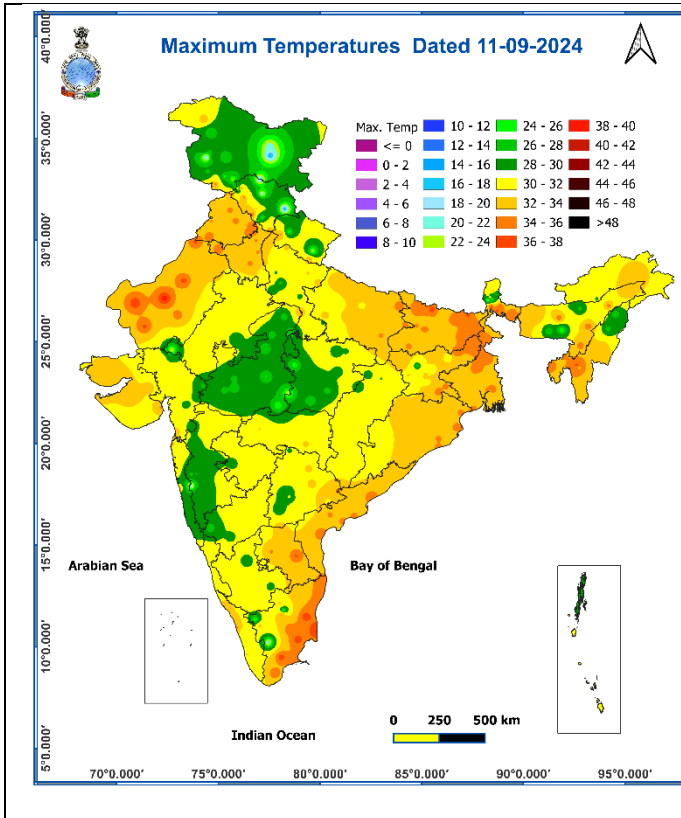 Maximum Temperatures Dated 11-09-2024
Max. Temp
<= 0
0 - 2
2 - 4
4 - 6
6 - 8
8 - 10
10 - 12
12 - 14
14 - 16
16 - 18
18 - 20
20 - 22
22 - 24
24 - 26
26 - 28
28 - 30
30 - 32
32 - 34
34 - 36
36 - 38
38 - 40
40 - 42
42 - 44
44 - 46
46 - 48
>48
40°0.000'
35°0.000'
30°0.000'
25°0.000'
20°0.000'
15°0.000'
10°0.000'
5°0.000'
Arabian Sea
Bay of Bengal
Indian Ocean
0 250 500 km
70°0.000' 75°0.000' 80°0.000' 85°0.000' 90°0.000' 95°0.000'